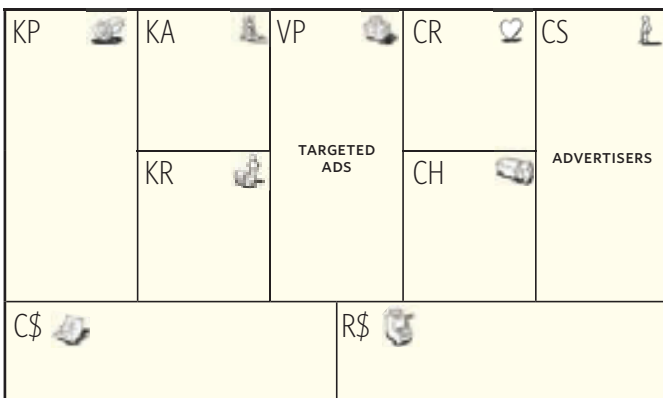 KP
KA
VP
CR
CS
TARGETED
ADS
ADVERTISERS
KR
CH
C$
R$